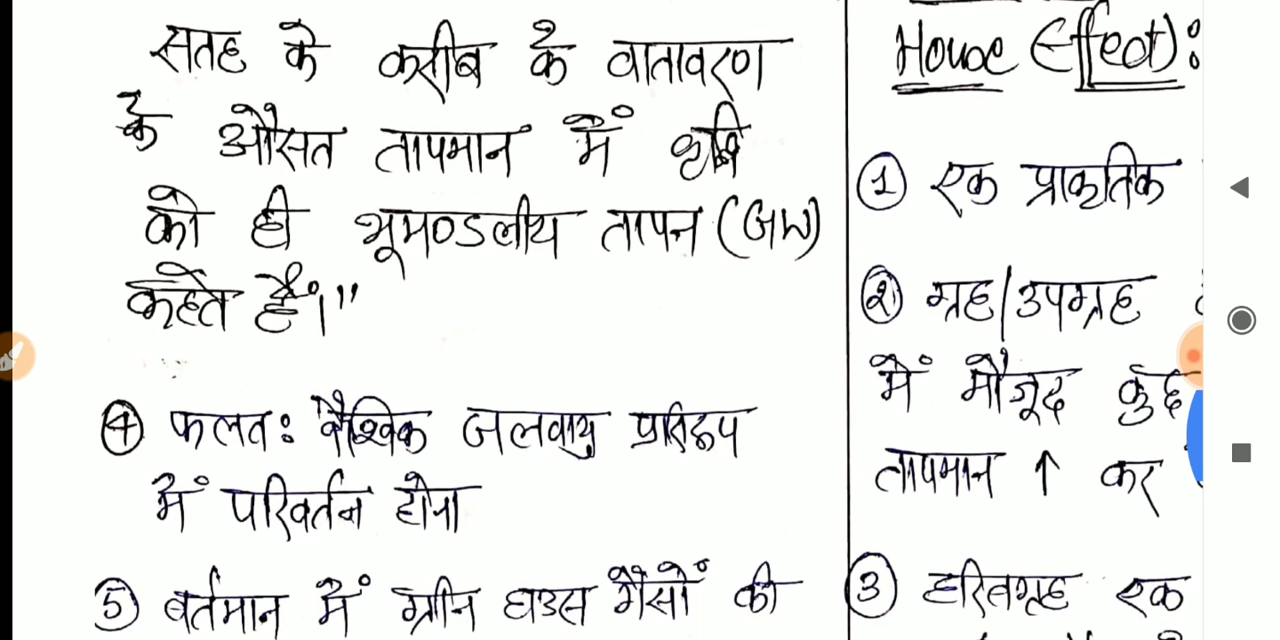 सतह के करीब के वातावरण
के औसत तापमान में वृद्धि
को ही भूमण्डलीय तापन (GW)
कहते हैं।"
④ फलतः वैश्विक जलवायु प्रतिरूप
में परिवर्तन होना
⑤ वर्तमान में ग्रीन हाउस गैसों की
House Effect):
① एक प्राकृतिक
② ग्रह/उपग्रह
में मौजूद कुछ
तापमान ↑ कर
③ हरितगृह एक